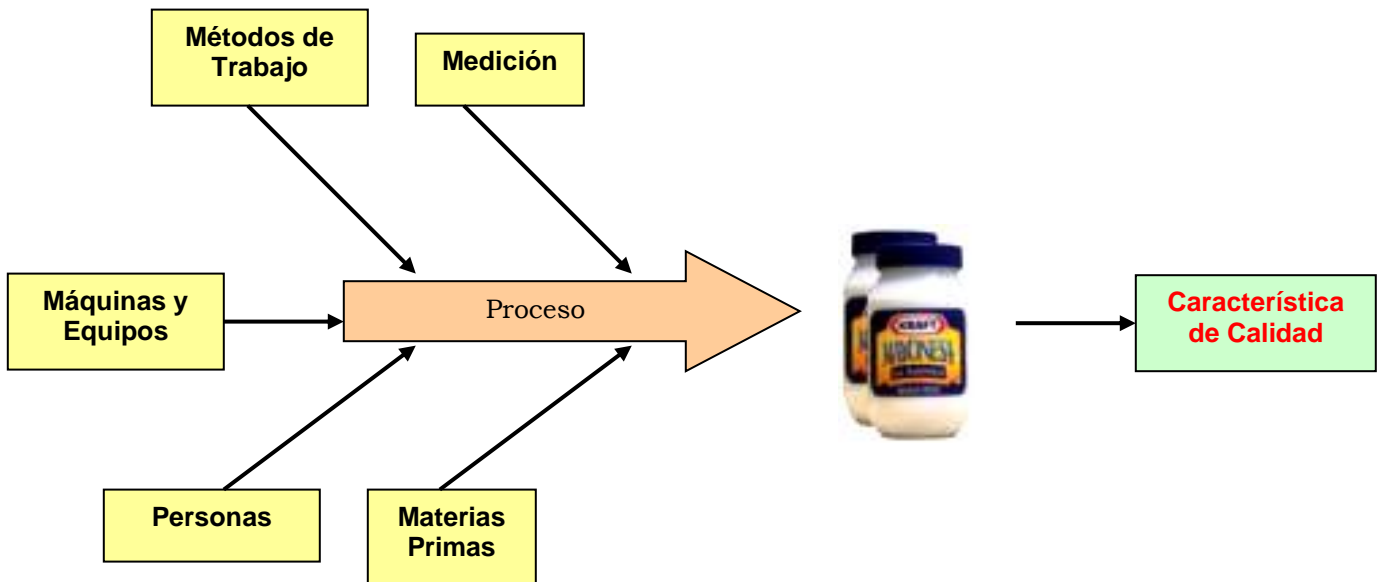 Métodos de
Trabajo
Medición
Máquinas y
Equipos
Proceso
KRAFT
Característica
de Calidad
Personas
Materias
Primas